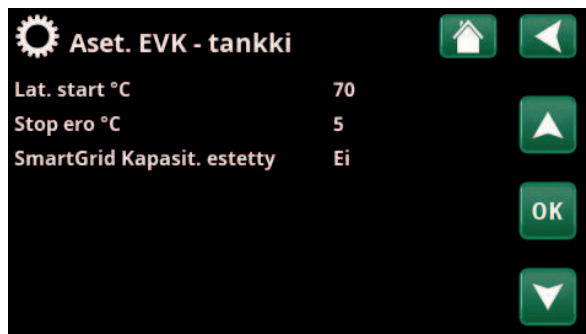 Aset. EVK - tankki
Lat. start °C 70
Stop ero °C 5
SmartGrid Kapasit. estetty Ei
OK